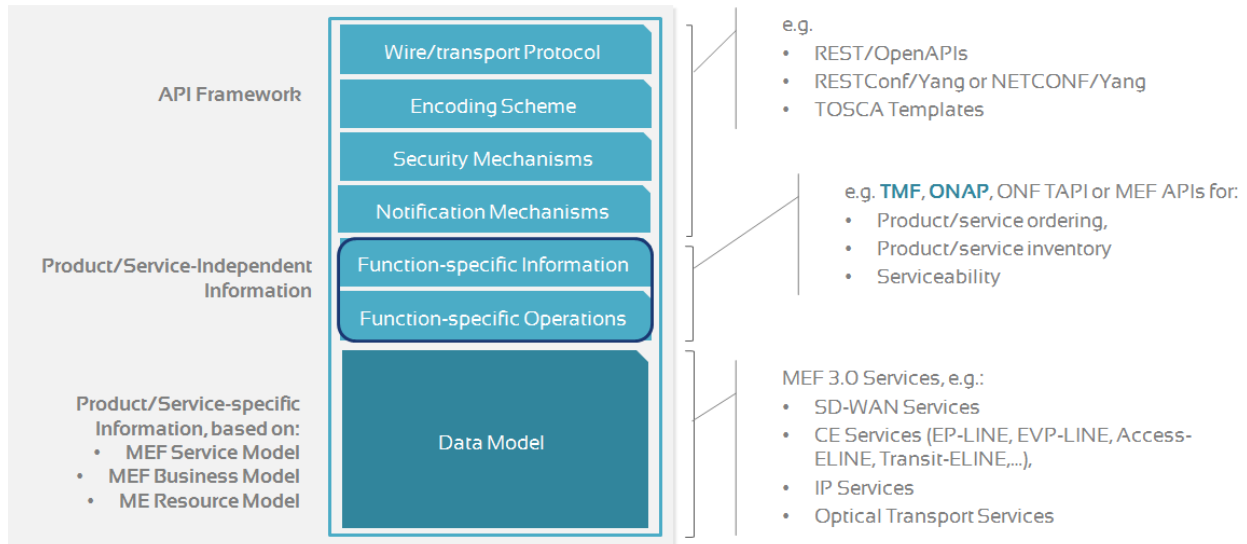 API Framework
Wire/transport Protocol
Encoding Scheme
Security Mechanisms
Notification Mechanisms
e.g.
• REST/OpenAPIs
• RESTConf/Yang or NETCONF/Yang
• TOSCA Templates
Product/Service-Independent
Information
Function-specific Information
Function-specific Operations
e.g. TMF, ONAP, ONF TAPI or MEF APIs for:
• Product/service ordering,
• Product/service inventory
• Serviceability
Product/Service-specific
Information, based on:
• MEF Service Model
• MEF Business Model
• ME Resource Model
Data Model
MEF 3.0 Services, e.g.:
• SD-WAN Services
• CE Services (EP-LINE, EVP-LINE, Access-
ELINE, Transit-ELINE,...),
• IP Services
• Optical Transport Services